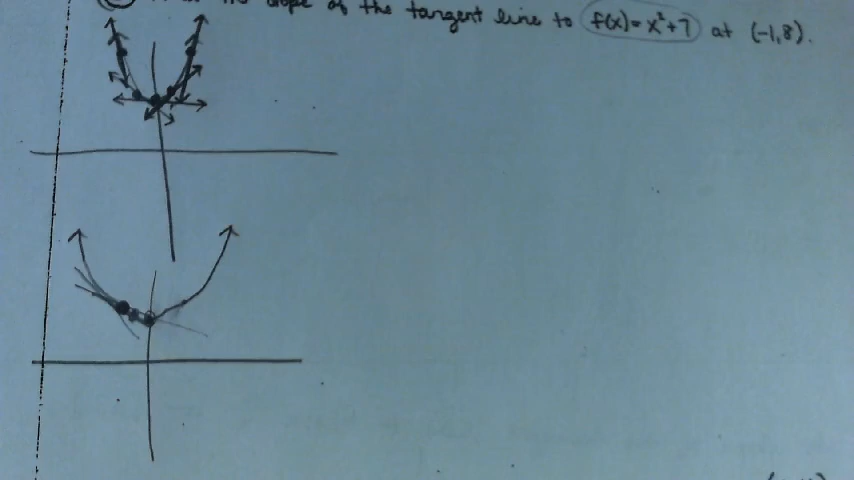 the slope of the tangent line to f(x)=x²+7 at (-1,8).